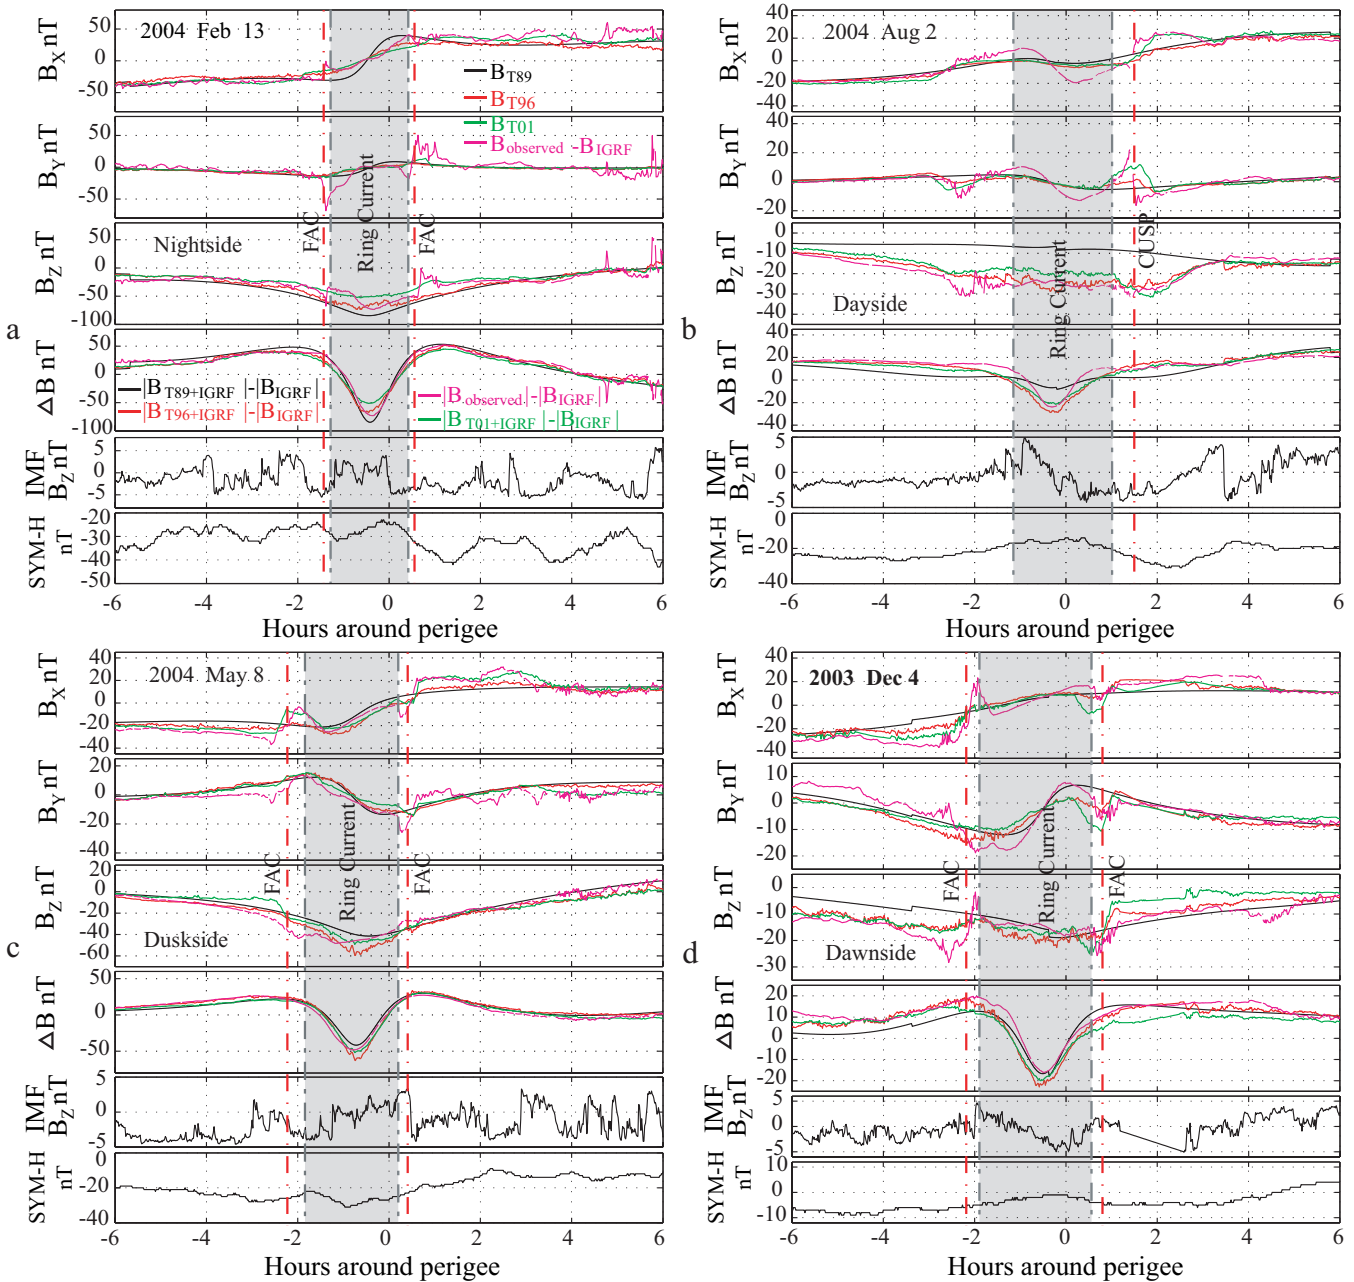 a
2004 Feb 13
B_X nT
50
0
-50
B_T89
B_T96
B_T01
B_observed -B_IGRF
B_Y nT
50
0
-50
FAC
Ring Current
FAC
B_Z nT
Nightside
50
0
-50
-100
ΔB nT
50
0
-50
-100
|B_T89+IGRF |-|B_IGRF|
|B_T96+IGRF |-|B_IGRF|
|B_observed|-|B_IGRF|
|B_T01+IGRF |-|B_IGRF|
IMF
B_Z nT
5
0
-5
SYM-H
nT
-20
-30
-40
-50
-6 -4 -2 0 2 4 6
Hours around perigee
b
2004 Aug 2
B_X nT
40
20
0
-20
-40
B_Y nT
40
20
0
-20
B_Z nT
0
-10
-20
-30
-40
Dayside
Ring Current
CUSP
ΔB nT
40
20
0
-20
-40
IMF
B_Z nT
5
0
-5
SYM-H
nT
0
-20
-40
-6 -4 -2 0 2 4 6
Hours around perigee
c
2004 May 8
B_X nT
40
20
0
-20
-40
B_Y nT
20
0
-20
-40
FAC
Ring Current
FAC
B_Z nT
20
0
-20
-40
-60
Duskside
ΔB nT
50
0
-50
IMF
B_Z nT
5
0
-5
SYM-H
nT
0
-20
-40
-6 -4 -2 0 2 4 6
Hours around perigee
d
2003 Dec 4
B_X nT
40
20
0
-20
-40
B_Y nT
10
0
-10
-20
FAC
Ring Current
FAC
B_Z nT
0
-10
-20
-30
Dawnside
ΔB nT
20
10
0
-10
-20
IMF
B_Z nT
5
0
-5
SYM-H
nT
10
0
-10
-6 -4 -2 0 2 4 6
Hours around perigee